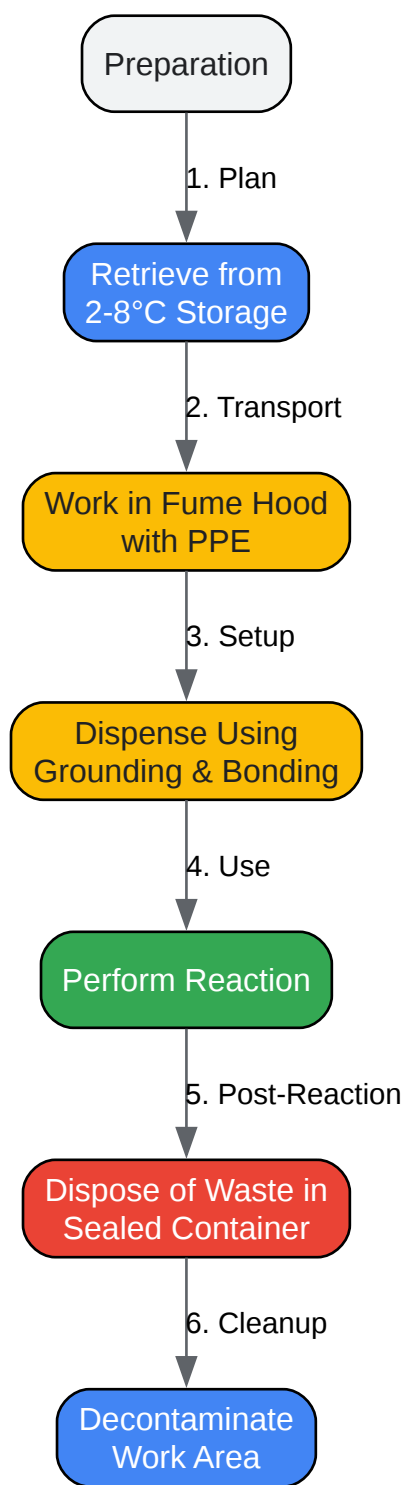 Preparation
1. Plan
Retrieve from
2-8°C Storage
2. Transport
Work in Fume Hood
with PPE
3. Setup
Dispense Using
Grounding & Bonding
4. Use
Perform Reaction
5. Post-Reaction
Dispose of Waste in
Sealed Container
6. Cleanup
Decontaminate
Work Area